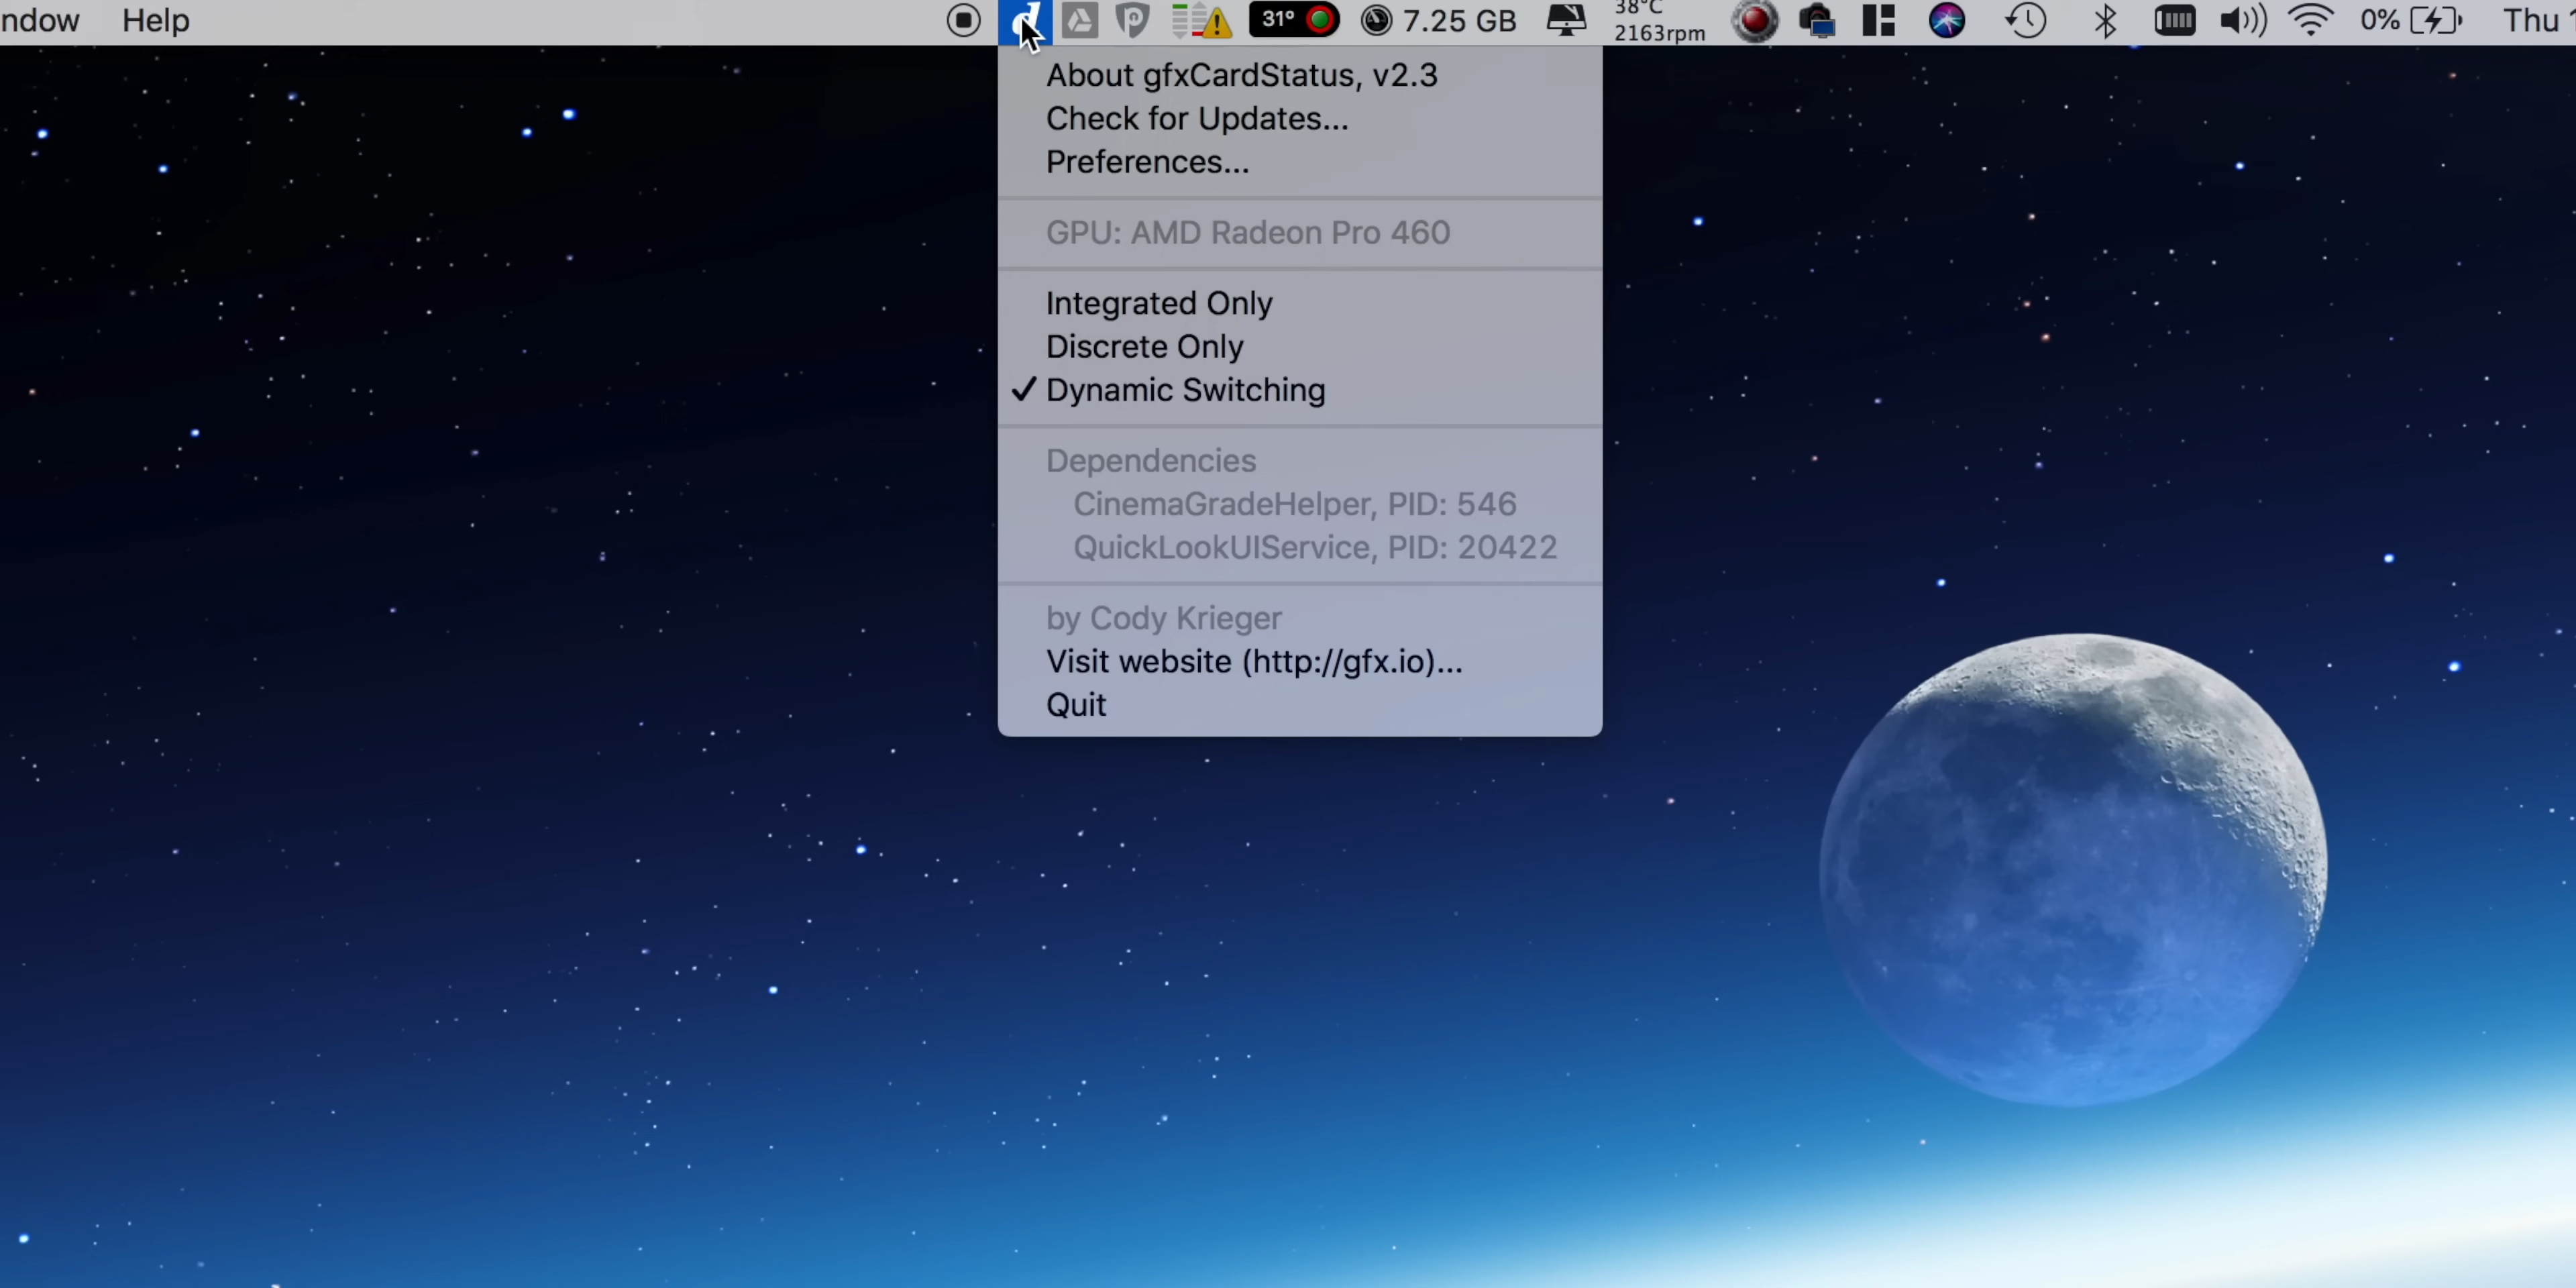 ndow Help d 31° 7.25 GB 38°C 0% Thu
2163rpm
About gfxCardStatus, v2.3
Check for Updates...
Preferences...
GPU: AMD Radeon Pro 460
Integrated Only
Discrete Only
✓ Dynamic Switching
Dependencies
CinemaGradeHelper, PID: 546
QuickLookUIService, PID: 20422
by Cody Krieger
Visit website (http://gfx.io)...
Quit